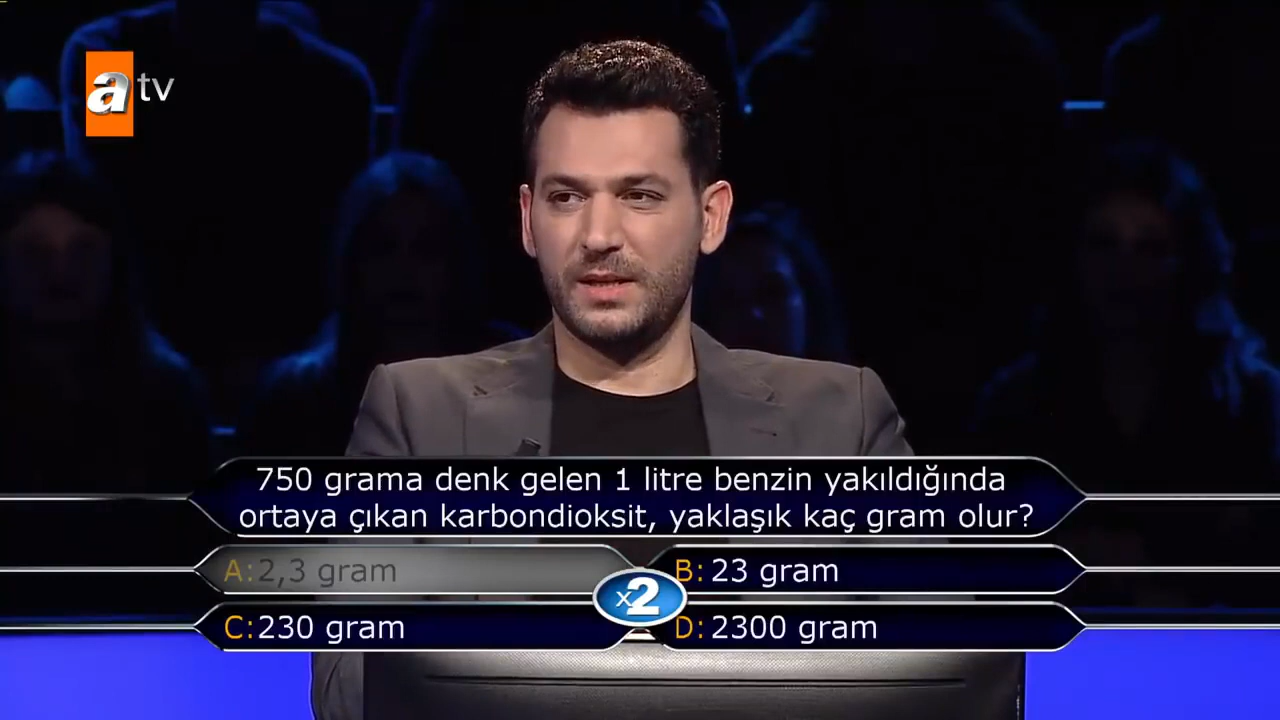 atv
750 grama denk gelen 1 litre benzin yakıldığında
ortaya çıkan karbondioksit, yaklaşık kaç gram olur?
A: 2,3 gram
B: 23 gram
x2
C: 230 gram
D: 2300 gram